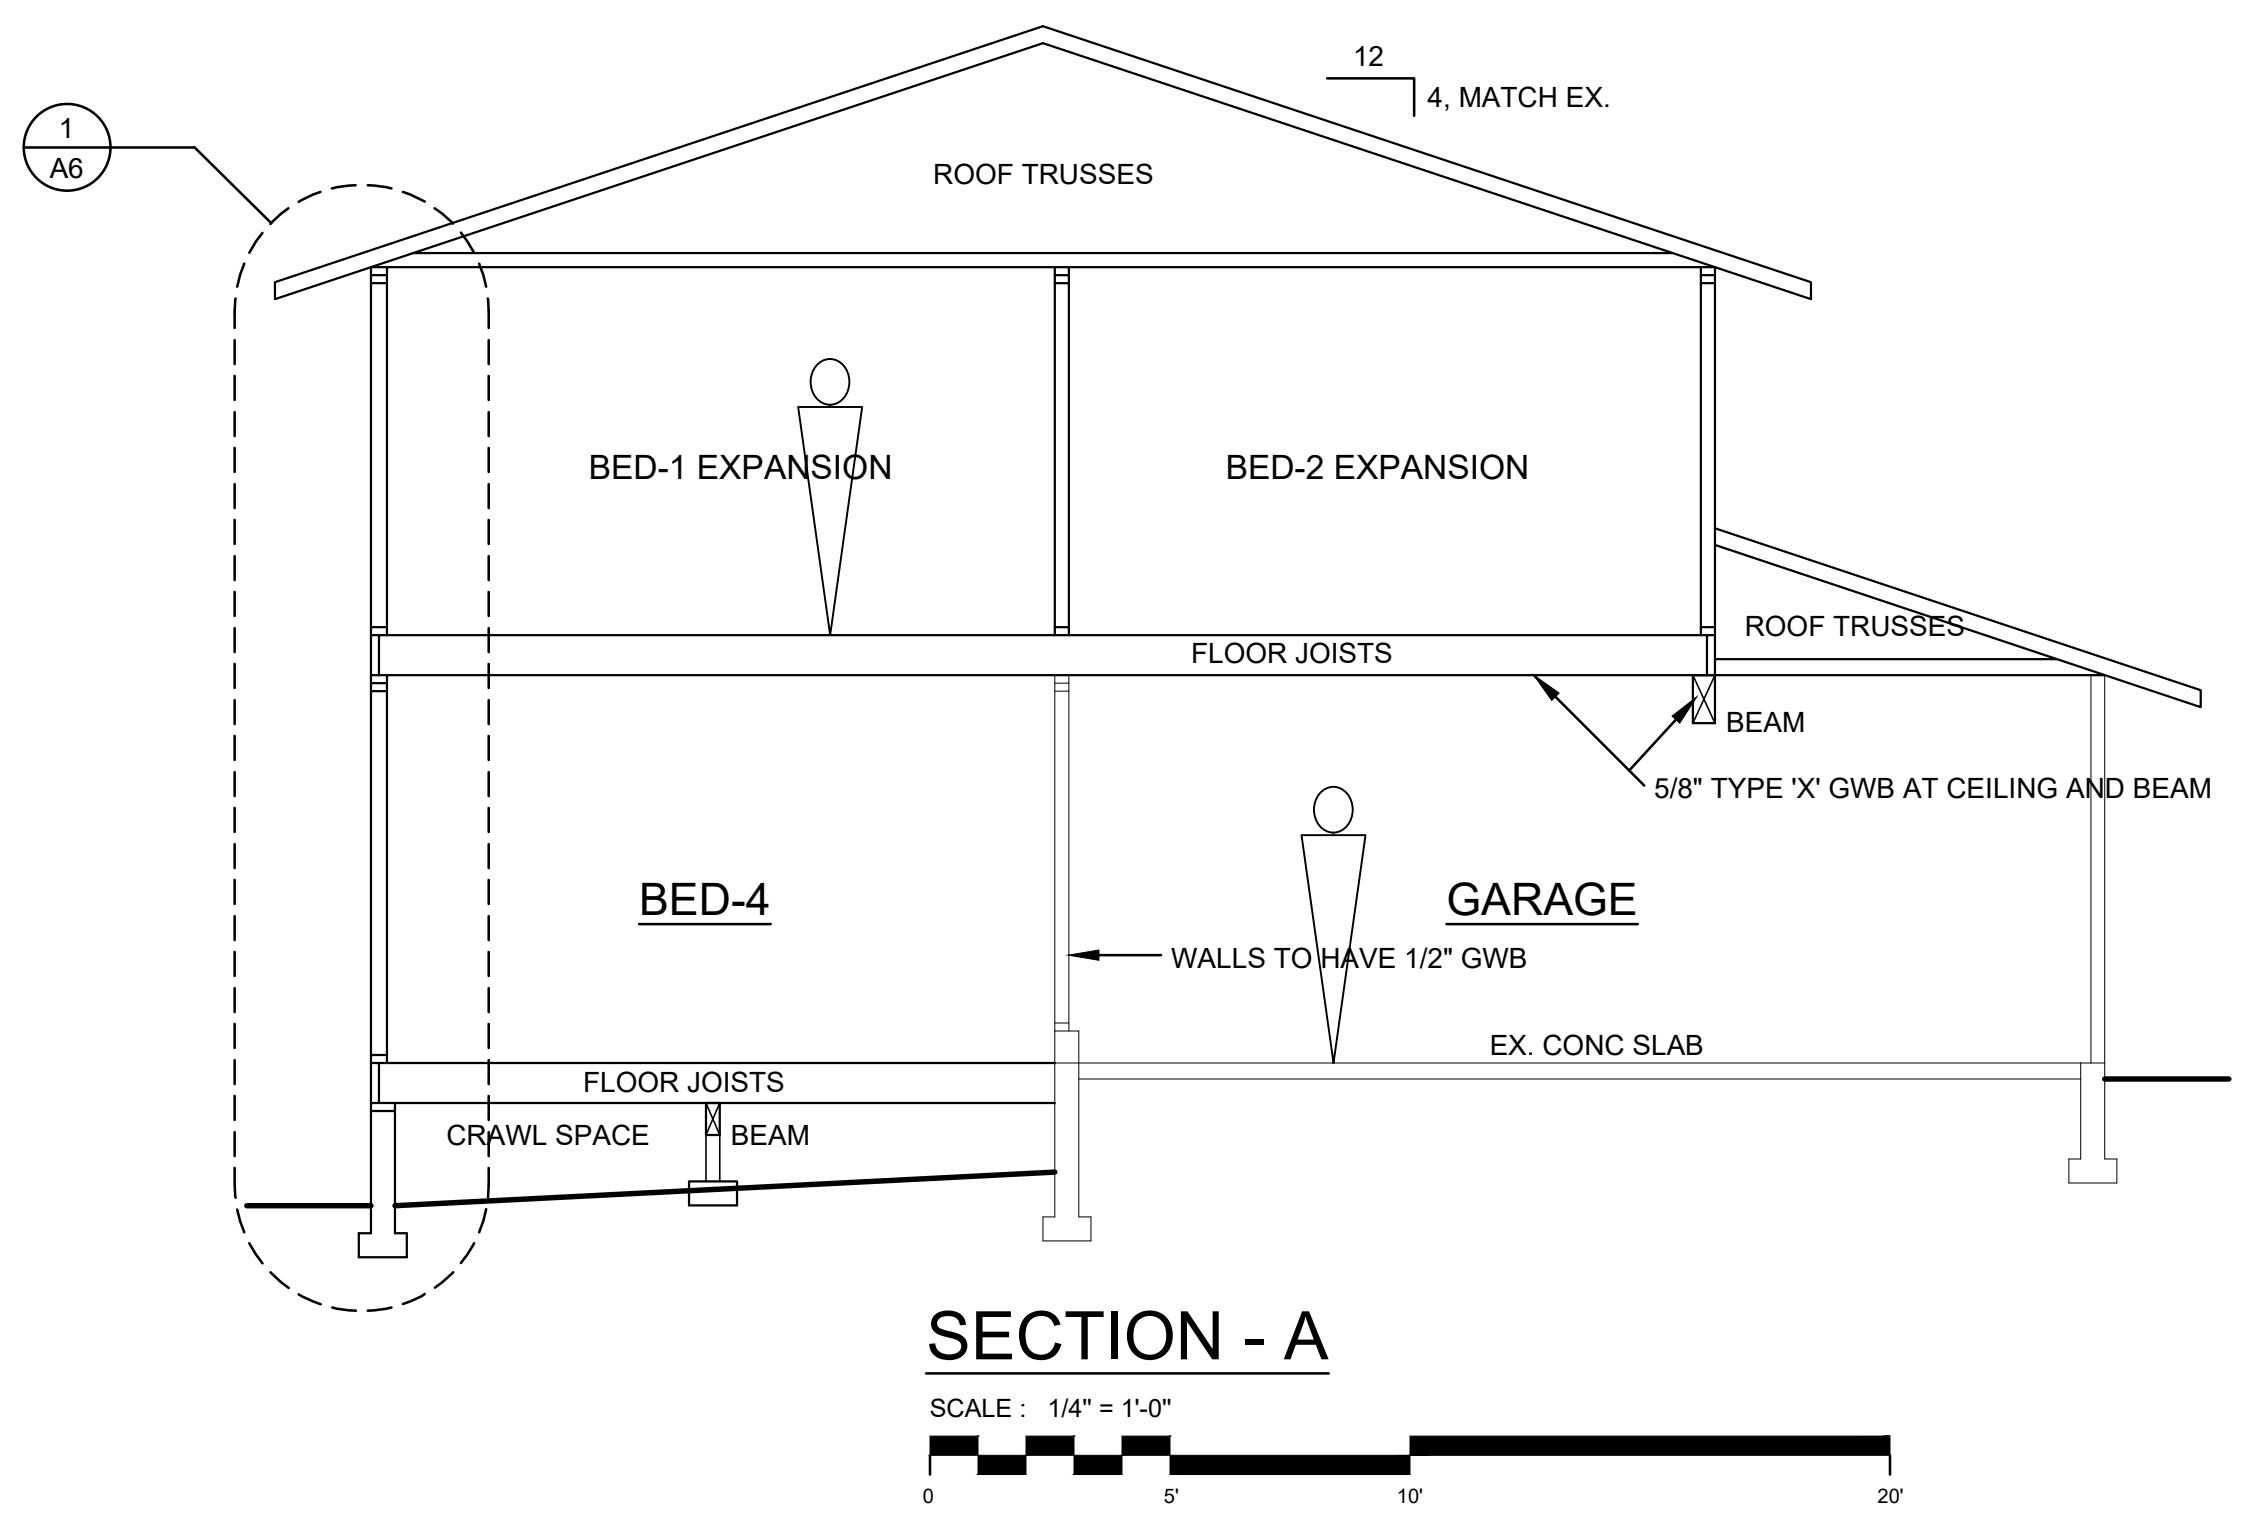 12
4, MATCH EX.
1
A6
ROOF TRUSSES
BED-1 EXPANSION
BED-2 EXPANSION
ROOF TRUSSES
FLOOR JOISTS
BEAM
5/8" TYPE 'X' GWB AT CEILING AND BEAM
BED-4
GARAGE
WALLS TO HAVE 1/2" GWB
EX. CONC SLAB
FLOOR JOISTS
CRAWL SPACE
BEAM
SECTION - A
SCALE : 1/4" = 1'-0"
0 5' 10' 20'